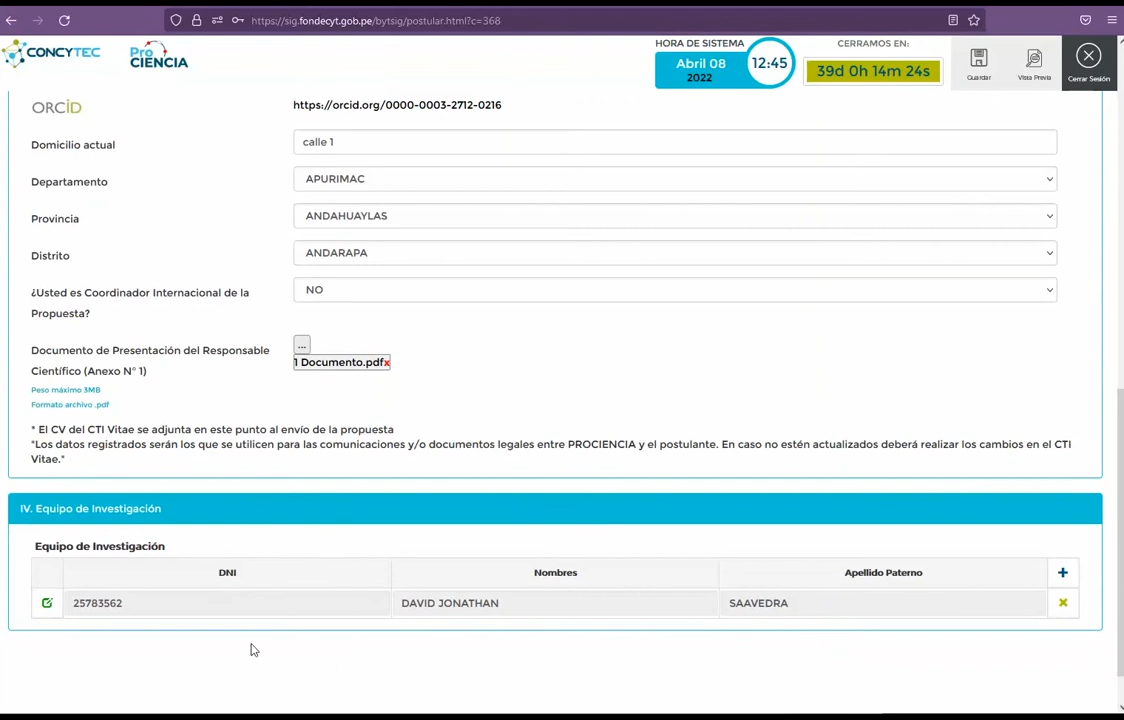 https://sig.fondecyt.gob.pe/bytsig/postular.html?c=368
CONCYTEC
Pro
CIENCIA
HORA DE SISTEMA
Abril 08
2022
12:45
CERRAMOS EN:
39d 0h 14m 24s
Guardar
Vista Previa
Cerrar Sesión
ORCID
https://orcid.org/0000-0003-2712-0216
Domicilio actual
calle 1
Departamento
APURIMAC
Provincia
ANDAHUAYLAS
Distrito
ANDARAPA
¿Usted es Coordinador Internacional de la
Propuesta?
NO
Documento de Presentación del Responsable
Científico (Anexo N° 1)
Peso máximo 3MB
Formato archivo .pdf
...
1 Documento.pdfx
* El CV del CTI Vitae se adjunta en este punto al envío de la propuesta
"Los datos registrados serán los que se utilicen para las comunicaciones y/o documentos legales entre PROCIENCIA y el postulante. En caso no estén actualizados deberá realizar los cambios en el CTI
Vitae."
IV. Equipo de Investigación
Equipo de Investigación
DNI Nombres Apellido Paterno +
25783562 DAVID JONATHAN SAAVEDRA